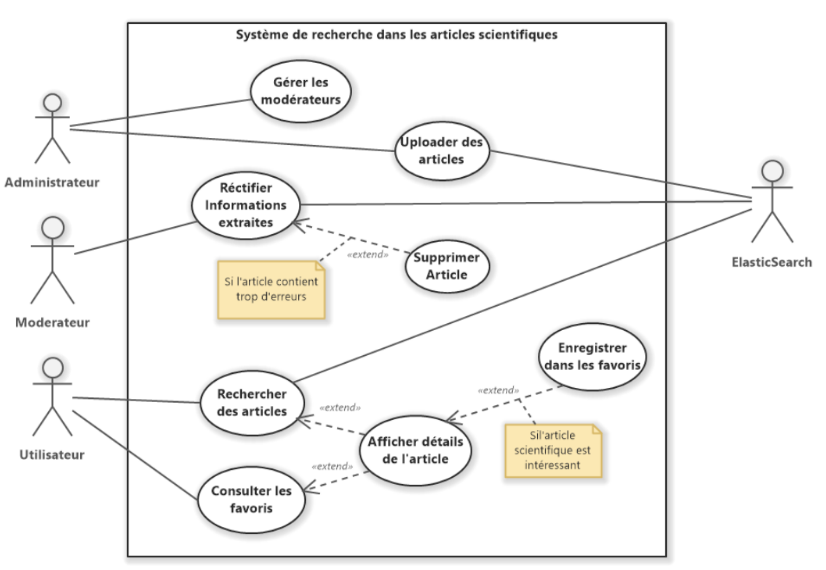 Système de recherche dans les articles scientifiques
Gérer les
modérateurs
Administrateur
Uploader des
articles
Réctifier
Informations
extraites
ElasticSearch
Moderateur
«extend»
Supprimer
Article
Si l'article contient
trop d'erreurs
Enregistrer
dans les favoris
Utilisateur
Rechercher
des articles
«extend»
«extend»
Afficher détails
de l'article
Sil'article
scientifique est
intéressant
«extend»
Consulter les
favoris